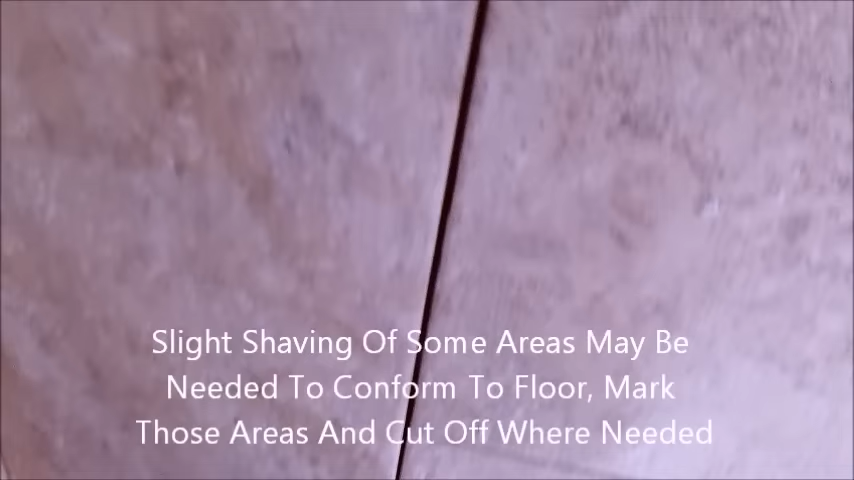 Slight Shaving Of Some Areas May Be
Needed To Conform To Floor, Mark
Those Areas And Cut Off Where Needed